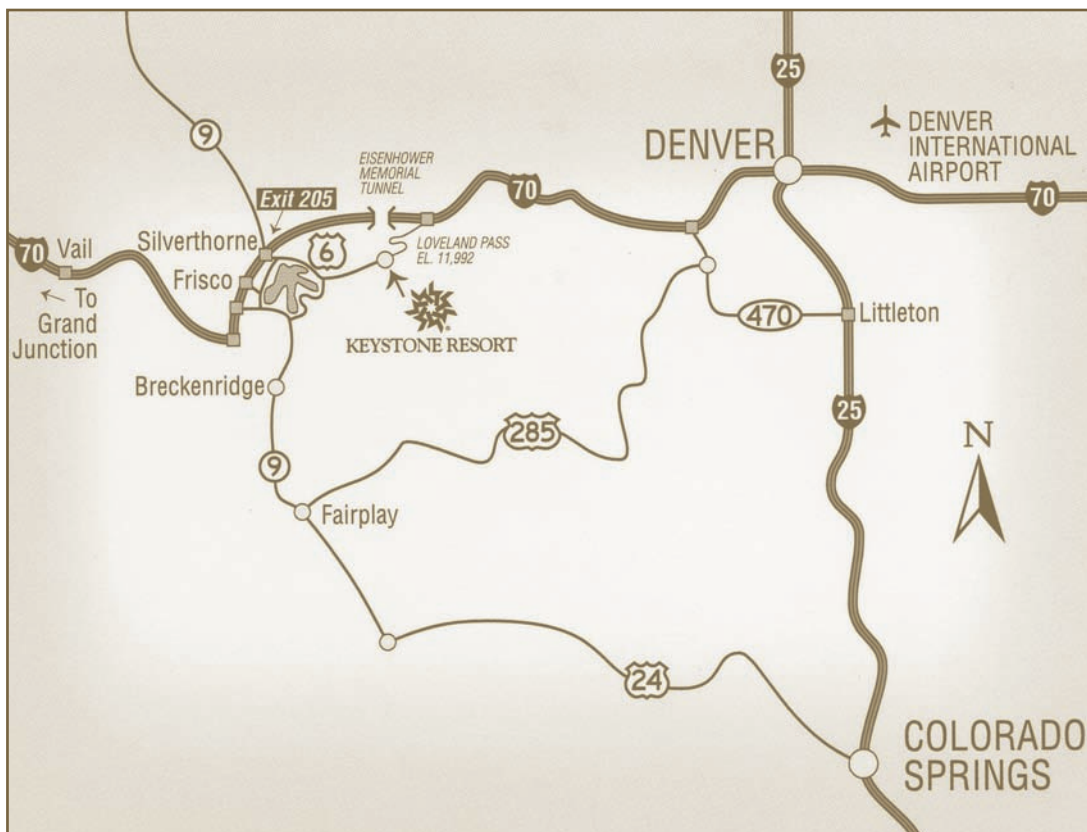 25
DENVER
DENVER
INTERNATIONAL
AIRPORT
9
EISENHOWER
MEMORIAL
TUNNEL
70
70
Exit 205
Silverthorne
6
LOVELAND PASS
EL. 11,992
70
Vail
Frisco
To
Grand
Junction
KEYSTONE RESORT
470
Littleton
Breckenridge
25
285
N
9
Fairplay
24
COLORADO
SPRINGS